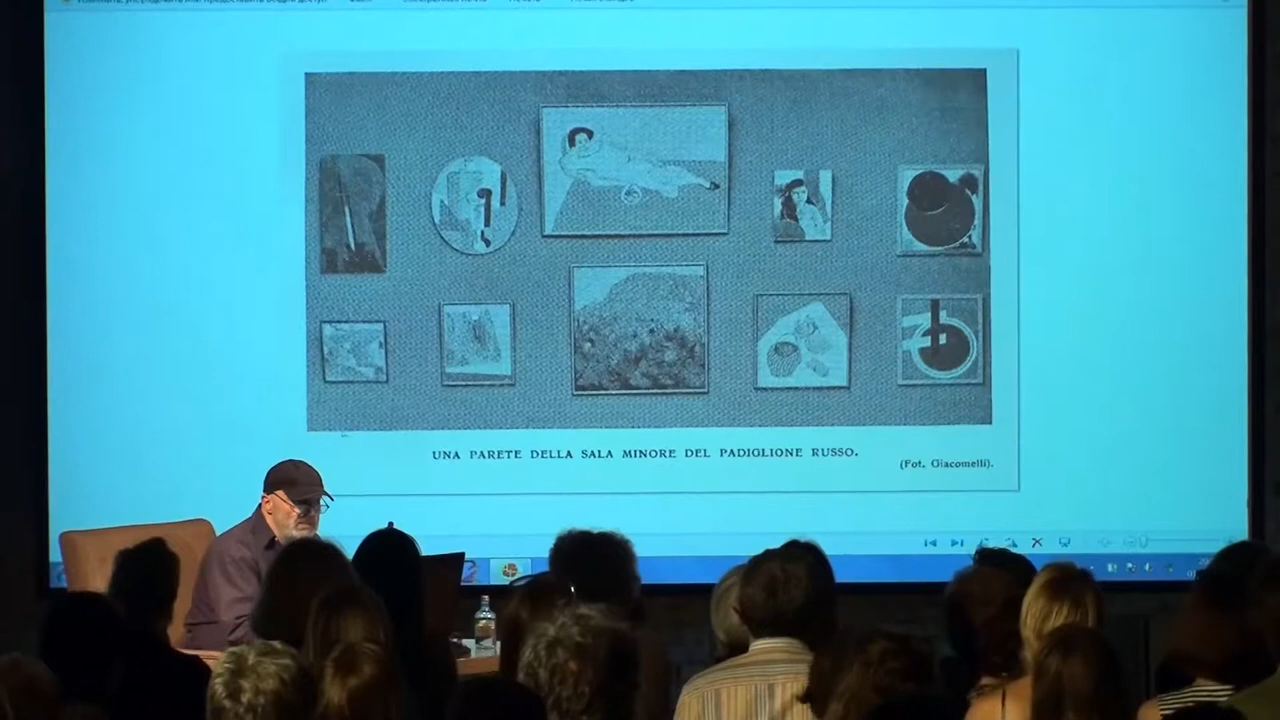 UNA PARETE DELLA SALA MINORE DEL PADIGLIONE RUSSO.
(Fot. Giacomelli).